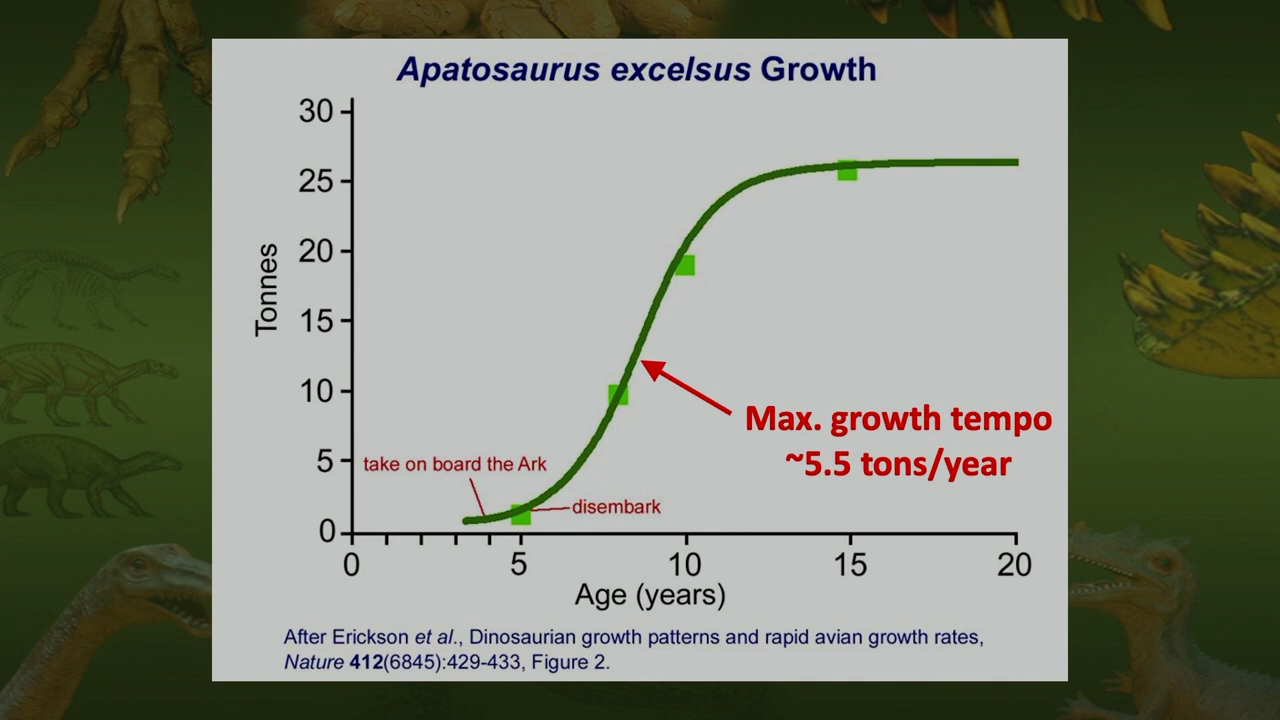 Apatosaurus excelsus Growth
30
25
20
15
10
5
0
Tonnes
take on board the Ark
disembark
Max. growth tempo
~5.5 tons/year
0 5 10 15 20
Age (years)
After Erickson et al., Dinosaurian growth patterns and rapid avian growth rates,
Nature 412(6845):429-433, Figure 2.